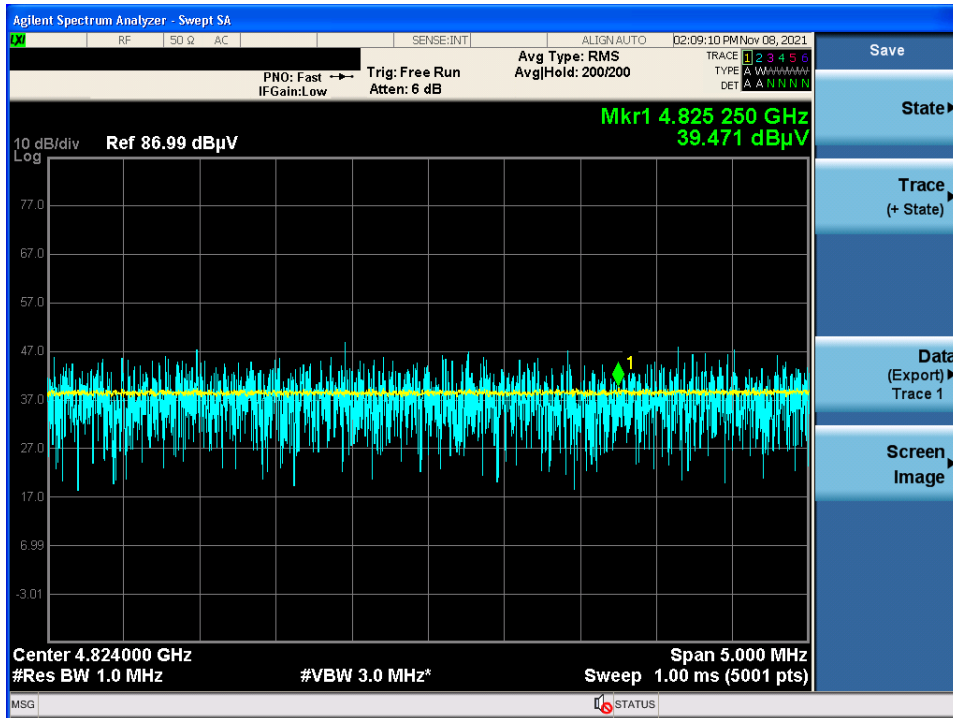 Agilent Spectrum Analyzer - Swept SA
LXI RF 50 Ω AC SENSE:INT ALIGN AUTO 02:09:10 PM Nov 08, 2021
PNO: Fast
IFGain:Low
Trig: Free Run
Atten: 6 dB
Avg Type: RMS
Avg|Hold: 200/200
TRACE 1 2 3 4 5 6
TYPE A WWWWW
DET A A N N N N
Mkr1 4.825 250 GHz
39.471 dBµV
10 dB/div Ref 86.99 dBµV
Log
77.0
67.0
57.0
47.0
37.0
27.0
17.0
6.99
-3.01
1
Center 4.824000 GHz Span 5.000 MHz
#Res BW 1.0 MHz #VBW 3.0 MHz* Sweep 1.00 ms (5001 pts)
MSG STATUS
Save
State
Trace
(+ State)
Data
(Export)
Trace 1
Screen
Image